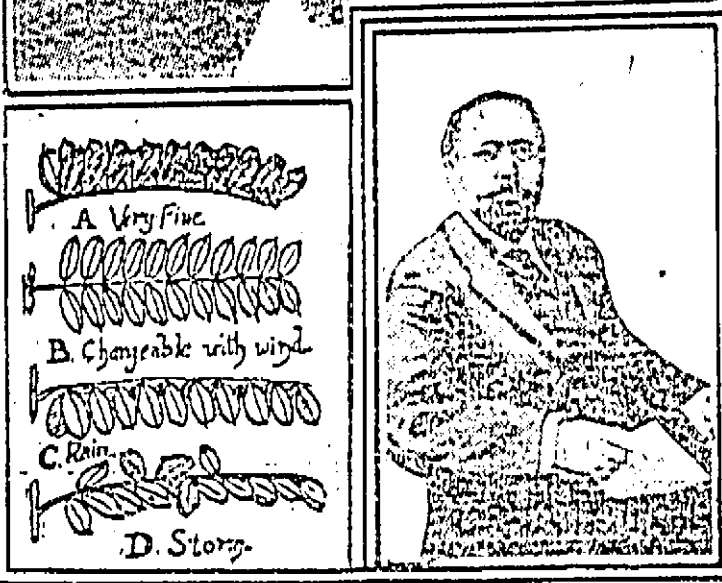 A Very Fine
B. Changeable with wind
C. Rain.
D. Storm.